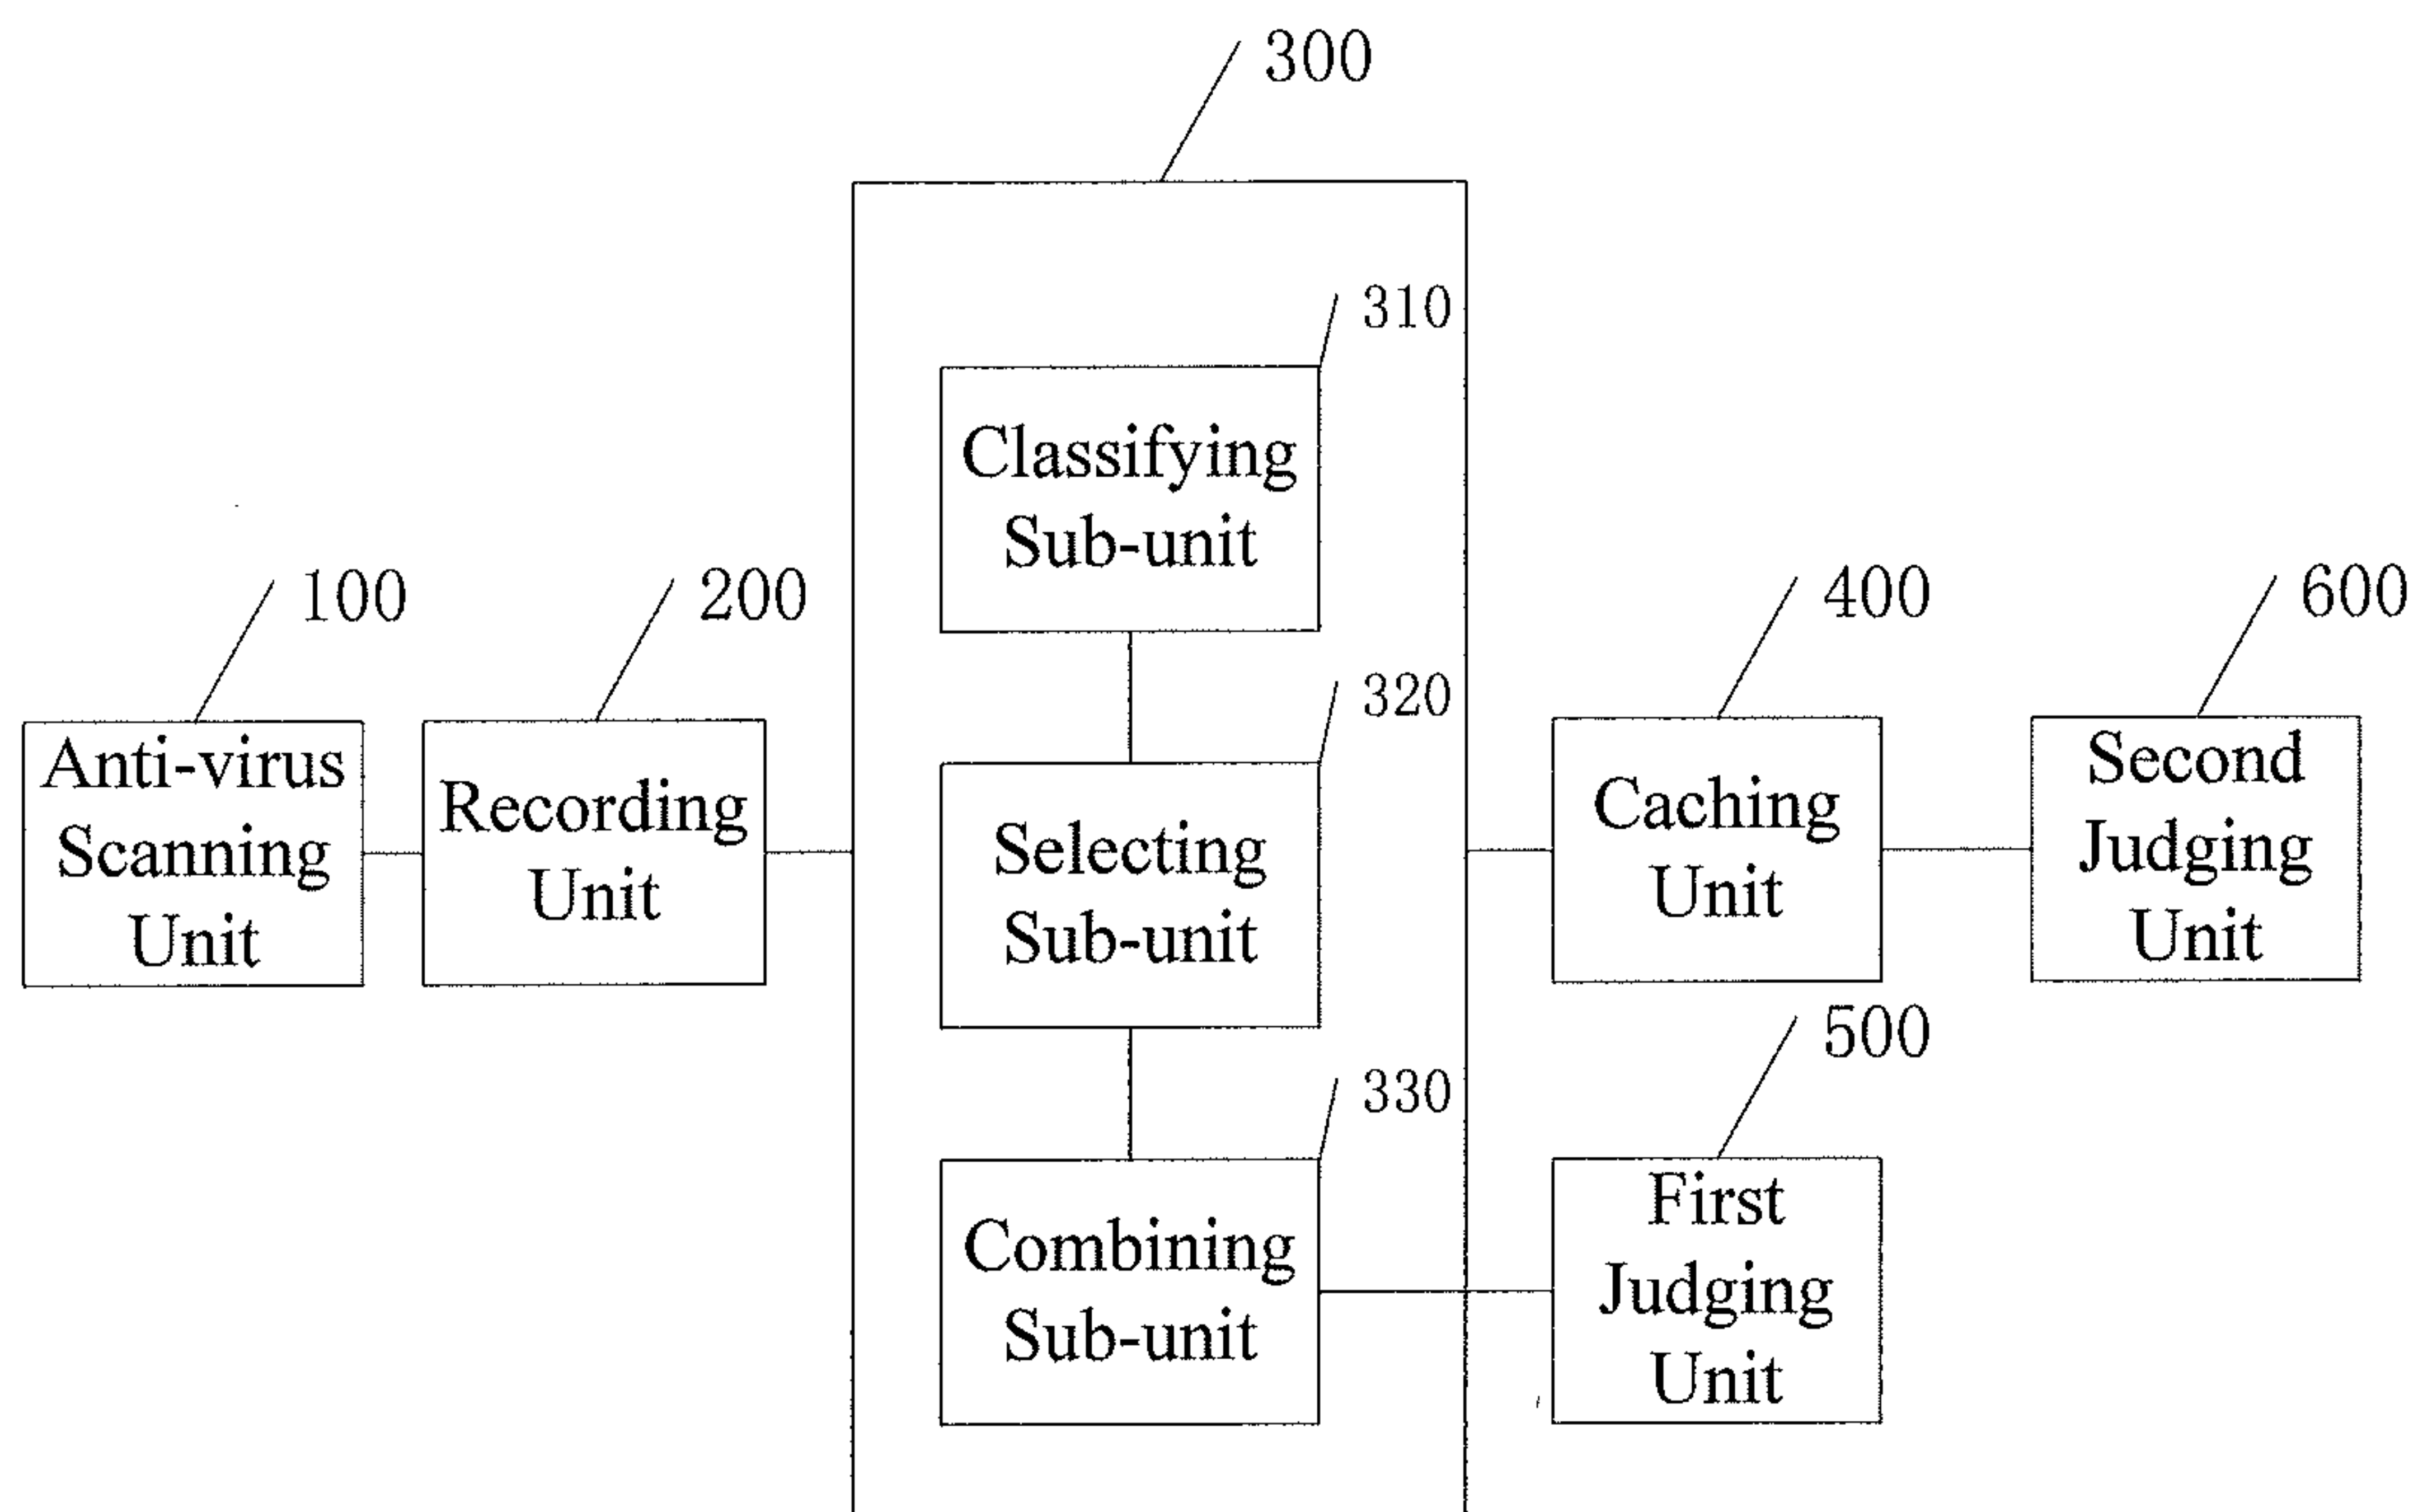 300
310
Classifying
Sub-unit
100
200
400
600
320
Anti-virus
Scanning
Unit
Recording
Unit
Selecting
Sub-unit
Caching
Unit
Second
Judging
Unit
500
330
Combining
Sub-unit
First
Judging
Unit